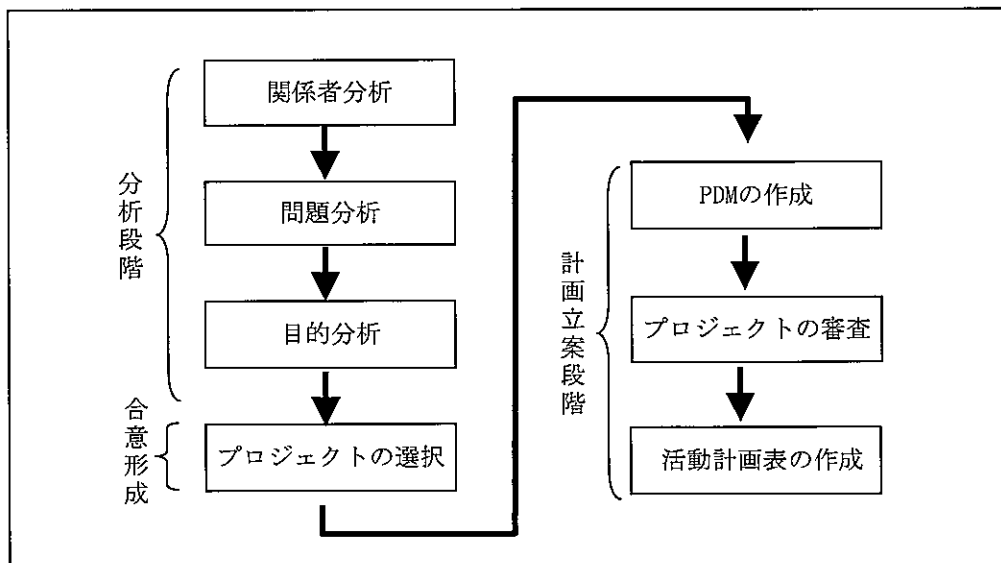 分析段階
関係者分析
問題分析
目的分析
合意形成
プロジェクトの選択
計画立案段階
PDMの作成
プロジェクトの審査
活動計画表の作成